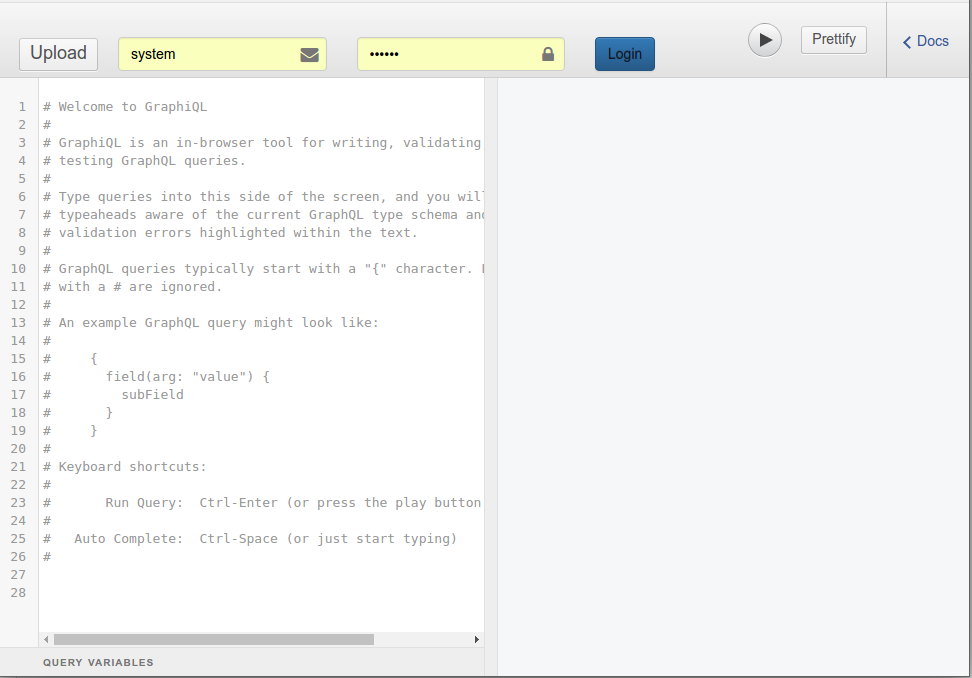 Upload system •••••• Login Prettify Docs
1 # Welcome to GraphiQL
2 #
3 # GraphiQL is an in-browser tool for writing, validating
4 # testing GraphQL queries.
5 #
6 # Type queries into this side of the screen, and you will
7 # typeaheads aware of the current GraphQL type schema and
8 # validation errors highlighted within the text.
9 #
10 # GraphQL queries typically start with a "{" character.
11 # with a # are ignored.
12 #
13 # An example GraphQL query might look like:
14 #
15 #     {
16 #       field(arg: "value") {
17 #         subField
18 #       }
19 #     }
20 #
21 # Keyboard shortcuts:
22 #
23 #       Run Query:  Ctrl-Enter (or press the play button
24 #
25 #   Auto Complete:  Ctrl-Space (or just start typing)
26 #
27
28
QUERY VARIABLES